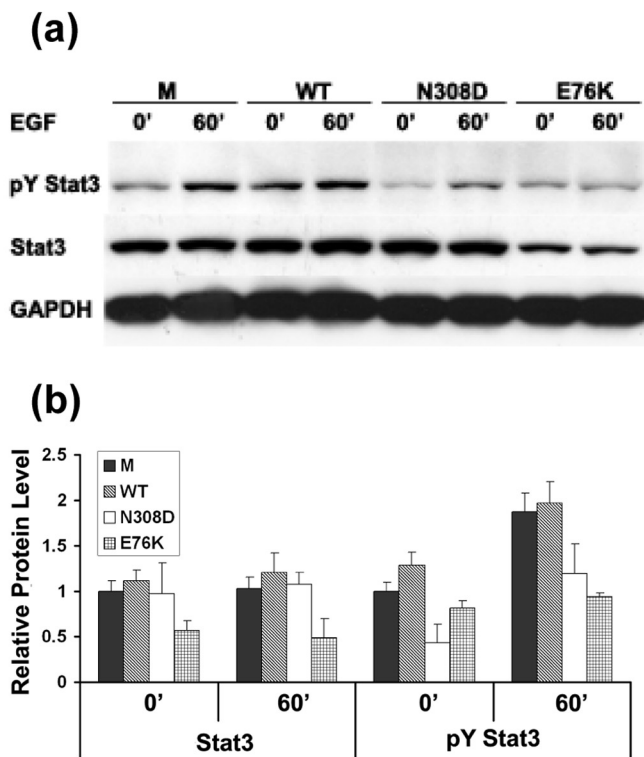 (a)
M WT N308D E76K
EGF 0' 60' 0' 60' 0' 60' 0' 60'
pY Stat3
Stat3
GAPDH
(b)
Relative Protein Level
2.5
2
1.5
1
0.5
0
M
WT
N308D
E76K
0' 60' 0' 60'
Stat3 pY Stat3